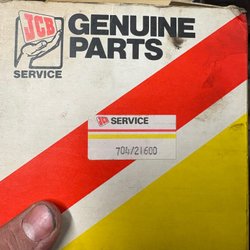 JCB
SERVICE
GENUINE
PARTS
JCB SERVICE
704/21600